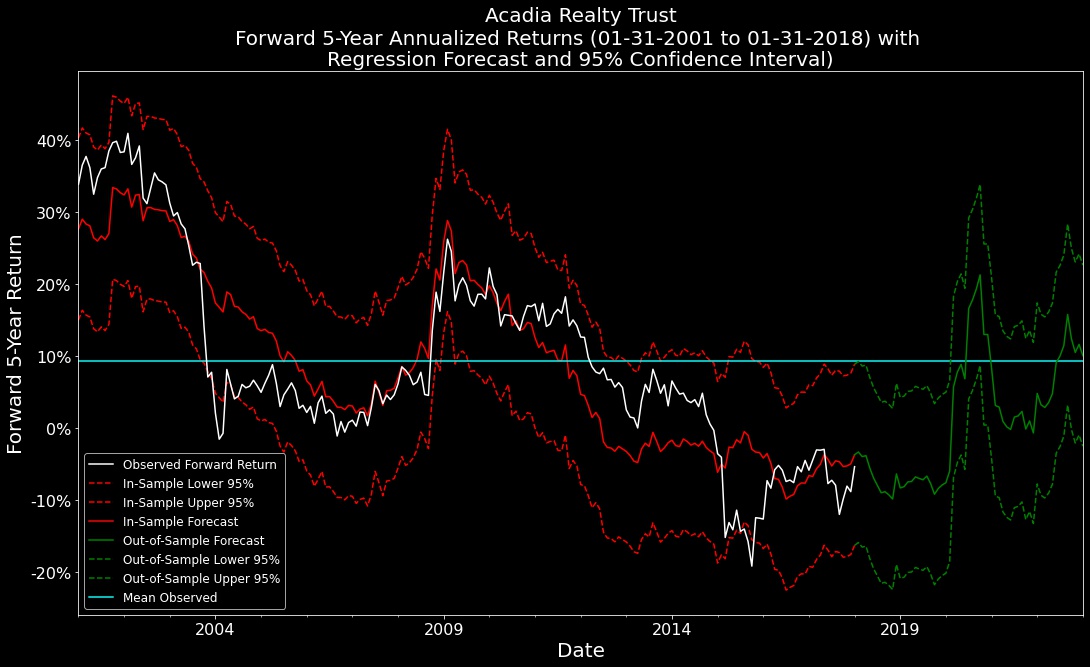 Acadia Realty Trust
Forward 5-Year Annualized Returns (01-31-2001 to 01-31-2018) with
Regression Forecast and 95% Confidence Interval)
Forward 5-Year Return
40%
30%
20%
10%
0%
-10%
-20%
Observed Forward Return
In-Sample Lower 95%
In-Sample Upper 95%
In-Sample Forecast
Out-of-Sample Forecast
Out-of-Sample Lower 95%
Out-of-Sample Upper 95%
Mean Observed
2004
2009
2014
2019
Date